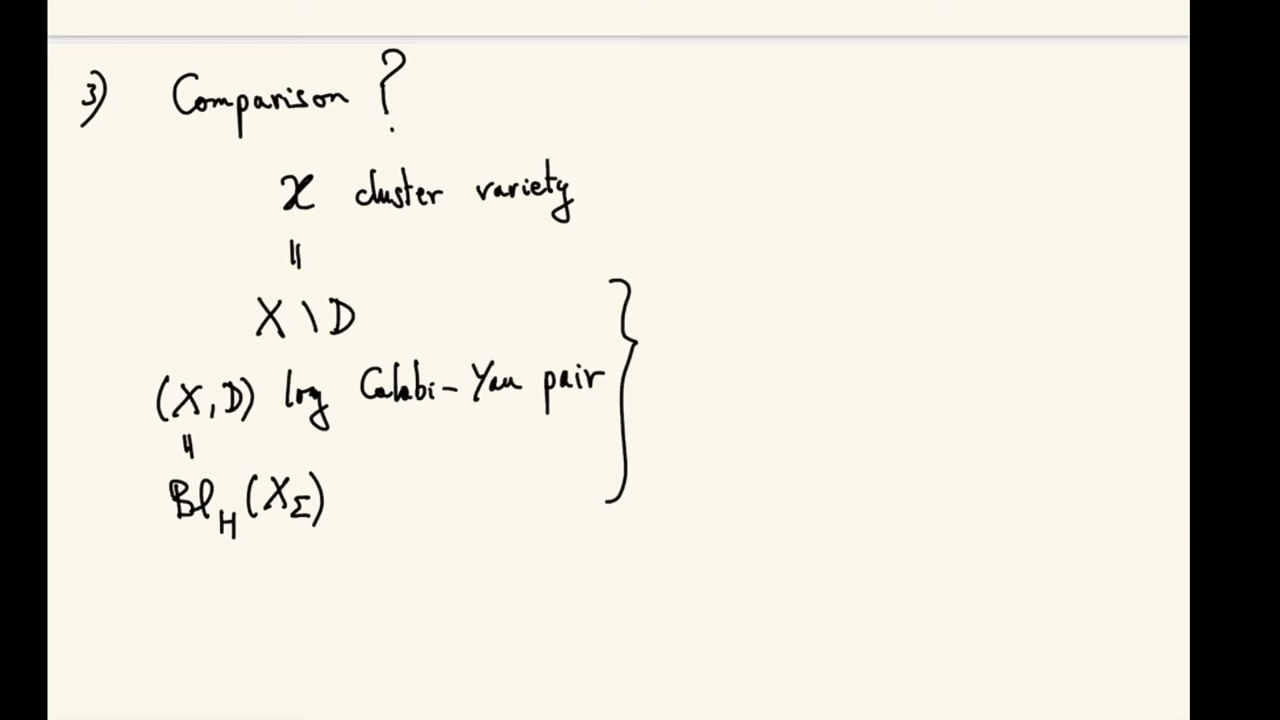 3) Comparison ?
𝒳 cluster variety
=
X \ D
(X, D) log Calabi-Yau pair }
=
Bl_H (X_Σ)